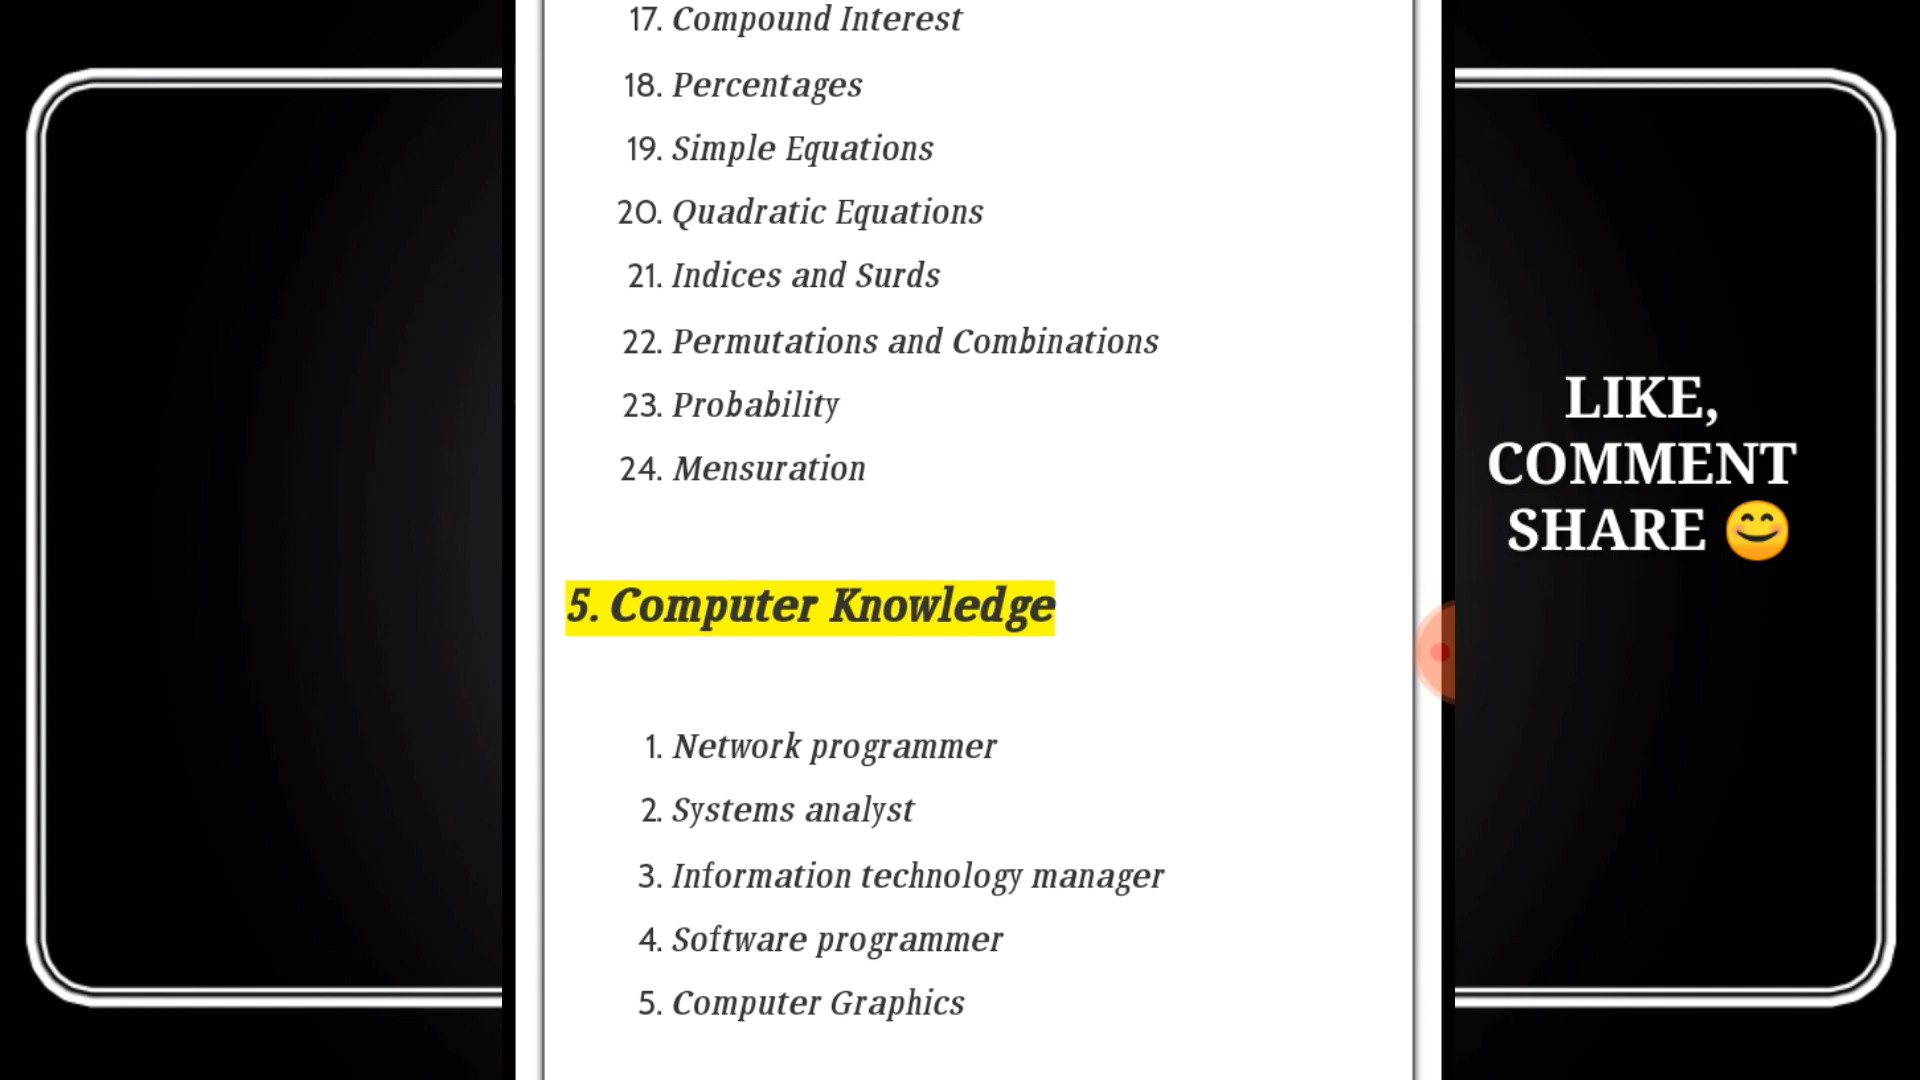 17. Compound Interest
18. Percentages
19. Simple Equations
20. Quadratic Equations
21. Indices and Surds
22. Permutations and Combinations
23. Probability
24. Mensuration
5. Computer Knowledge
1. Network programmer
2. Systems analyst
3. Information technology manager
4. Software programmer
5. Computer Graphics
LIKE,
COMMENT
SHARE 😊